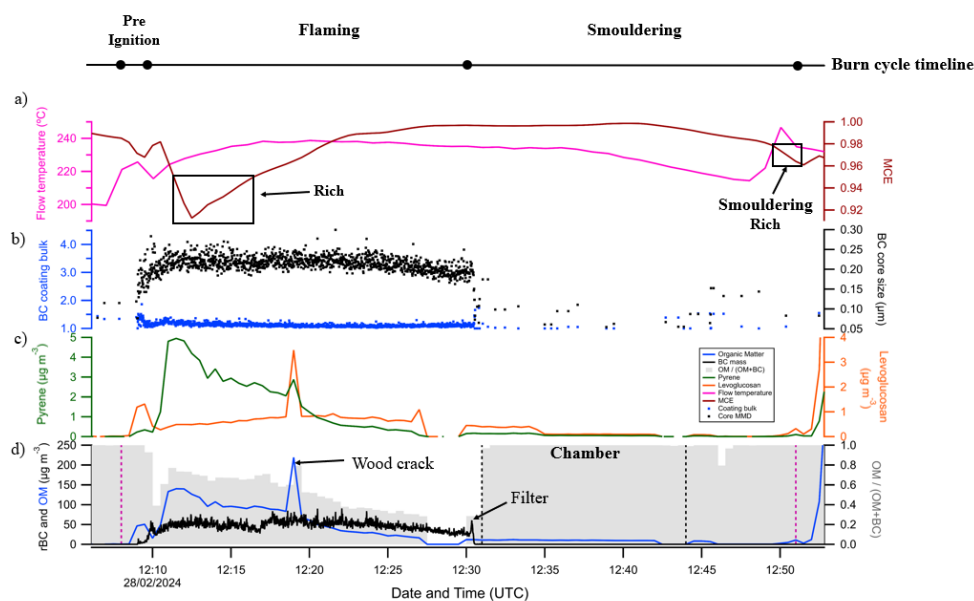 Pre
Ignition
Flaming
Smouldering
Burn cycle timeline
a)
Flow temperature (ºC)
240
220
200
Rich
Smouldering
Rich
1.00
0.98
0.96
0.94
0.92
MCE
b)
BC coating bulk
4.0
3.0
2.0
1.0
0.30
0.25
0.20
0.15
0.10
0.05
BC core size (µm)
c)
Pyrene (µg m⁻³)
5
4
3
2
1
0
Organic Matter
BC mass
OM / (OM+BC)
Pyrene
Levoglucosan
Flow temperature
MCE
Coating bulk
Core MMD
4
3
2
1
0
Levoglucosan
(µg m⁻³)
d)
rBC and OM (µg m⁻³)
250
200
150
100
50
0
Wood crack
Filter
Chamber
1.0
0.8
0.6
0.4
0.2
0.0
OM / (OM+BC)
12:10
12:15
12:20
12:25
12:30
12:35
12:40
12:45
12:50
28/02/2024
Date and Time (UTC)